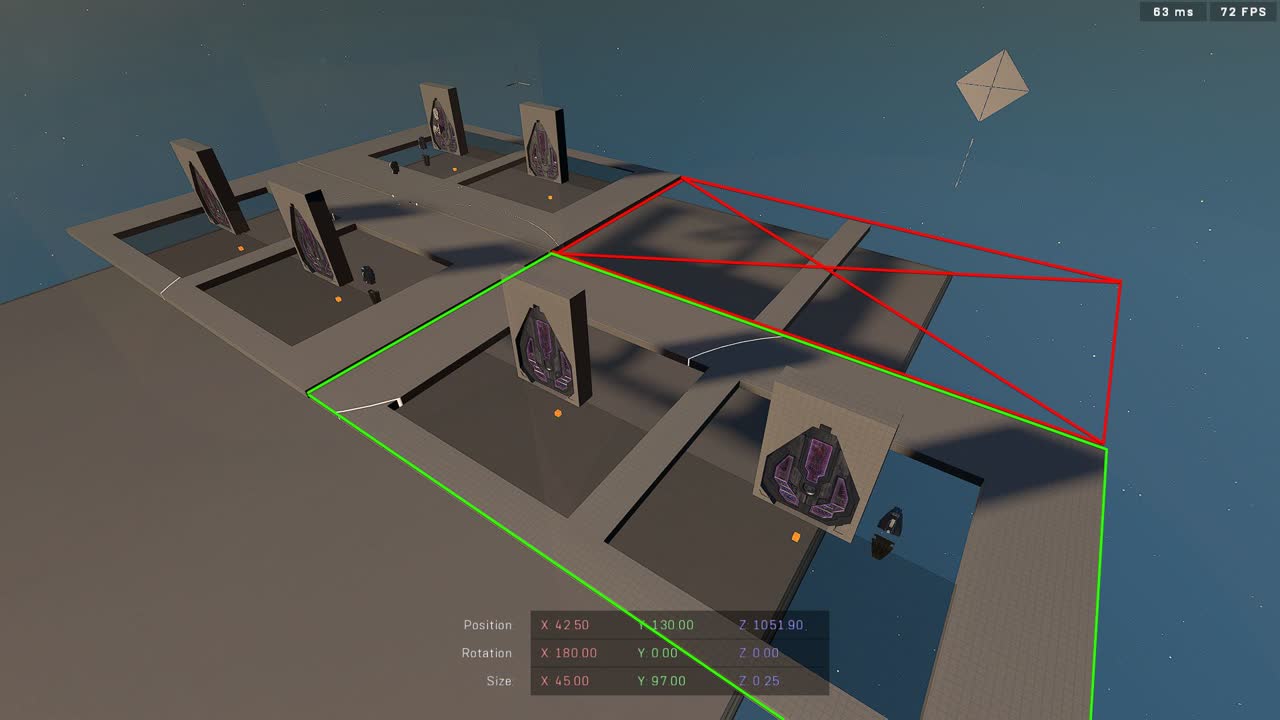 63 ms 72 FPS
Position X 42.50 Y: 130.00 Z: 1051.90
Rotation X: 180.00 Y: 0.00 Z: 0.00
Size: X: 45.00 Y: 97.00 Z: 0.25